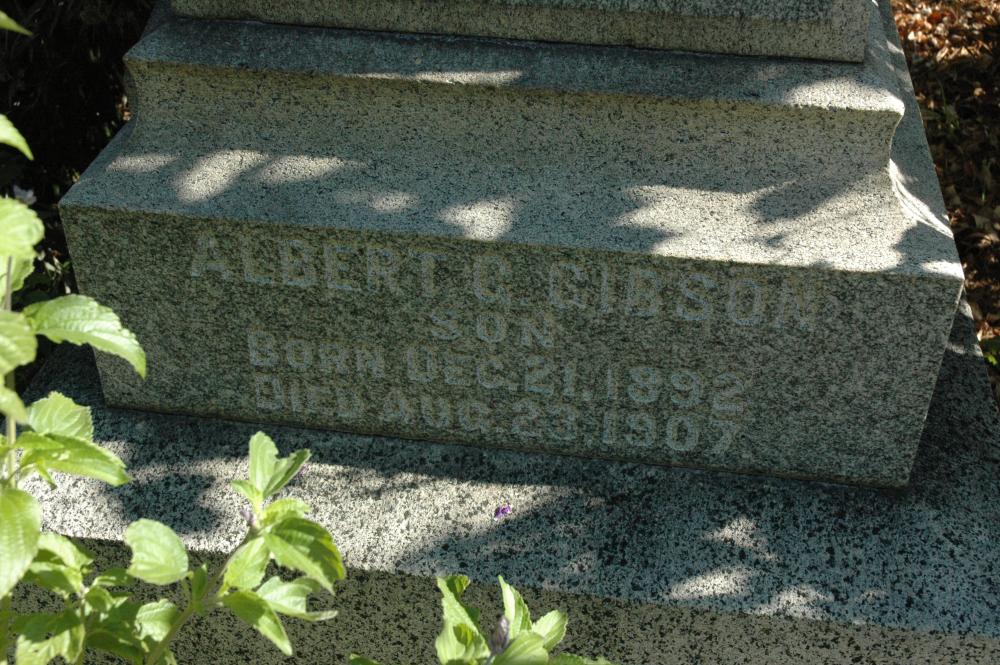 ALBERT C. GIBSON
SON
BORN DEC. 21, 1892
DIED AUG. 23, 1907